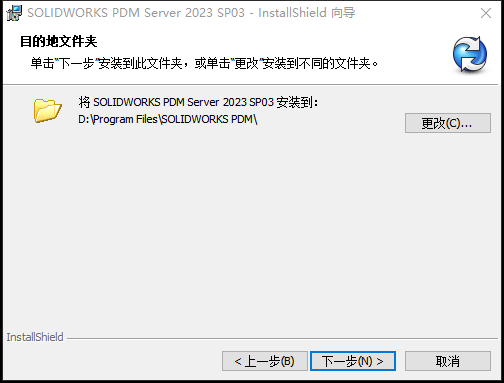 SOLIDWORKS PDM Server 2023 SP03 - InstallShield 向导
目的地文件夹
单击“下一步”安装到此文件夹，或单击“更改”安装到不同的文件夹。
将 SOLIDWORKS PDM Server 2023 SP03 安装到：
D:\Program Files\SOLIDWORKS PDM\
更改(C)...
InstallShield
< 上一步(B)
下一步(N) >
取消